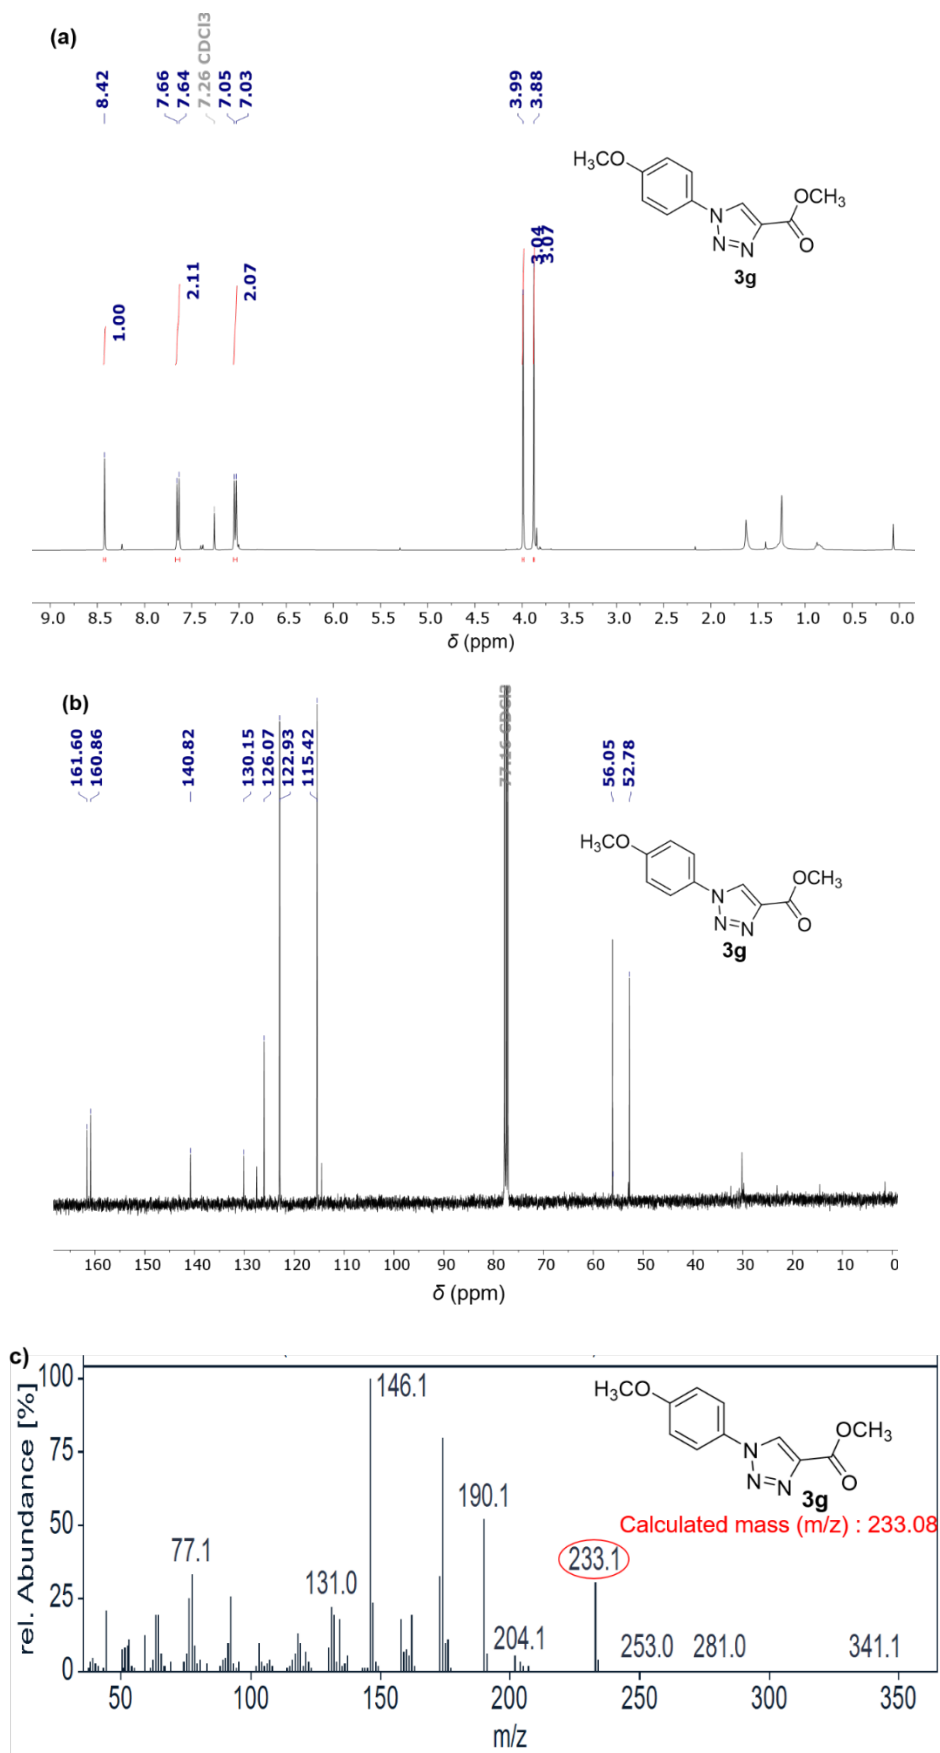 (a)
8.42
7.66
7.64
7.26 CDCl3
7.05
7.03
3.99
3.88
H₃CO
OCH₃
N
O
N=N
3g
1.00
2.11
2.07
3.04
3.07
9.0 8.5 8.0 7.5 7.0 6.5 6.0 5.5 5.0 4.5 4.0 3.5 3.0 2.5 2.0 1.5 1.0 0.5 0.0
δ (ppm)
(b)
161.60
160.86
140.82
130.15
126.07
122.93
115.42
77.16 CDCl3
56.05
52.78
H₃CO
OCH₃
N
O
N=N
3g
160 150 140 130 120 110 100 90 80 70 60 50 40 30 20 10 0
δ (ppm)
c)
rel. Abundance [%]
100
75
50
25
0
146.1
190.1
77.1
131.0
233.1
204.1
253.0
281.0
341.1
H₃CO
OCH₃
N
O
N=N
3g
Calculated mass (m/z) : 233.08
50 100 150 200 250 300 350
m/z